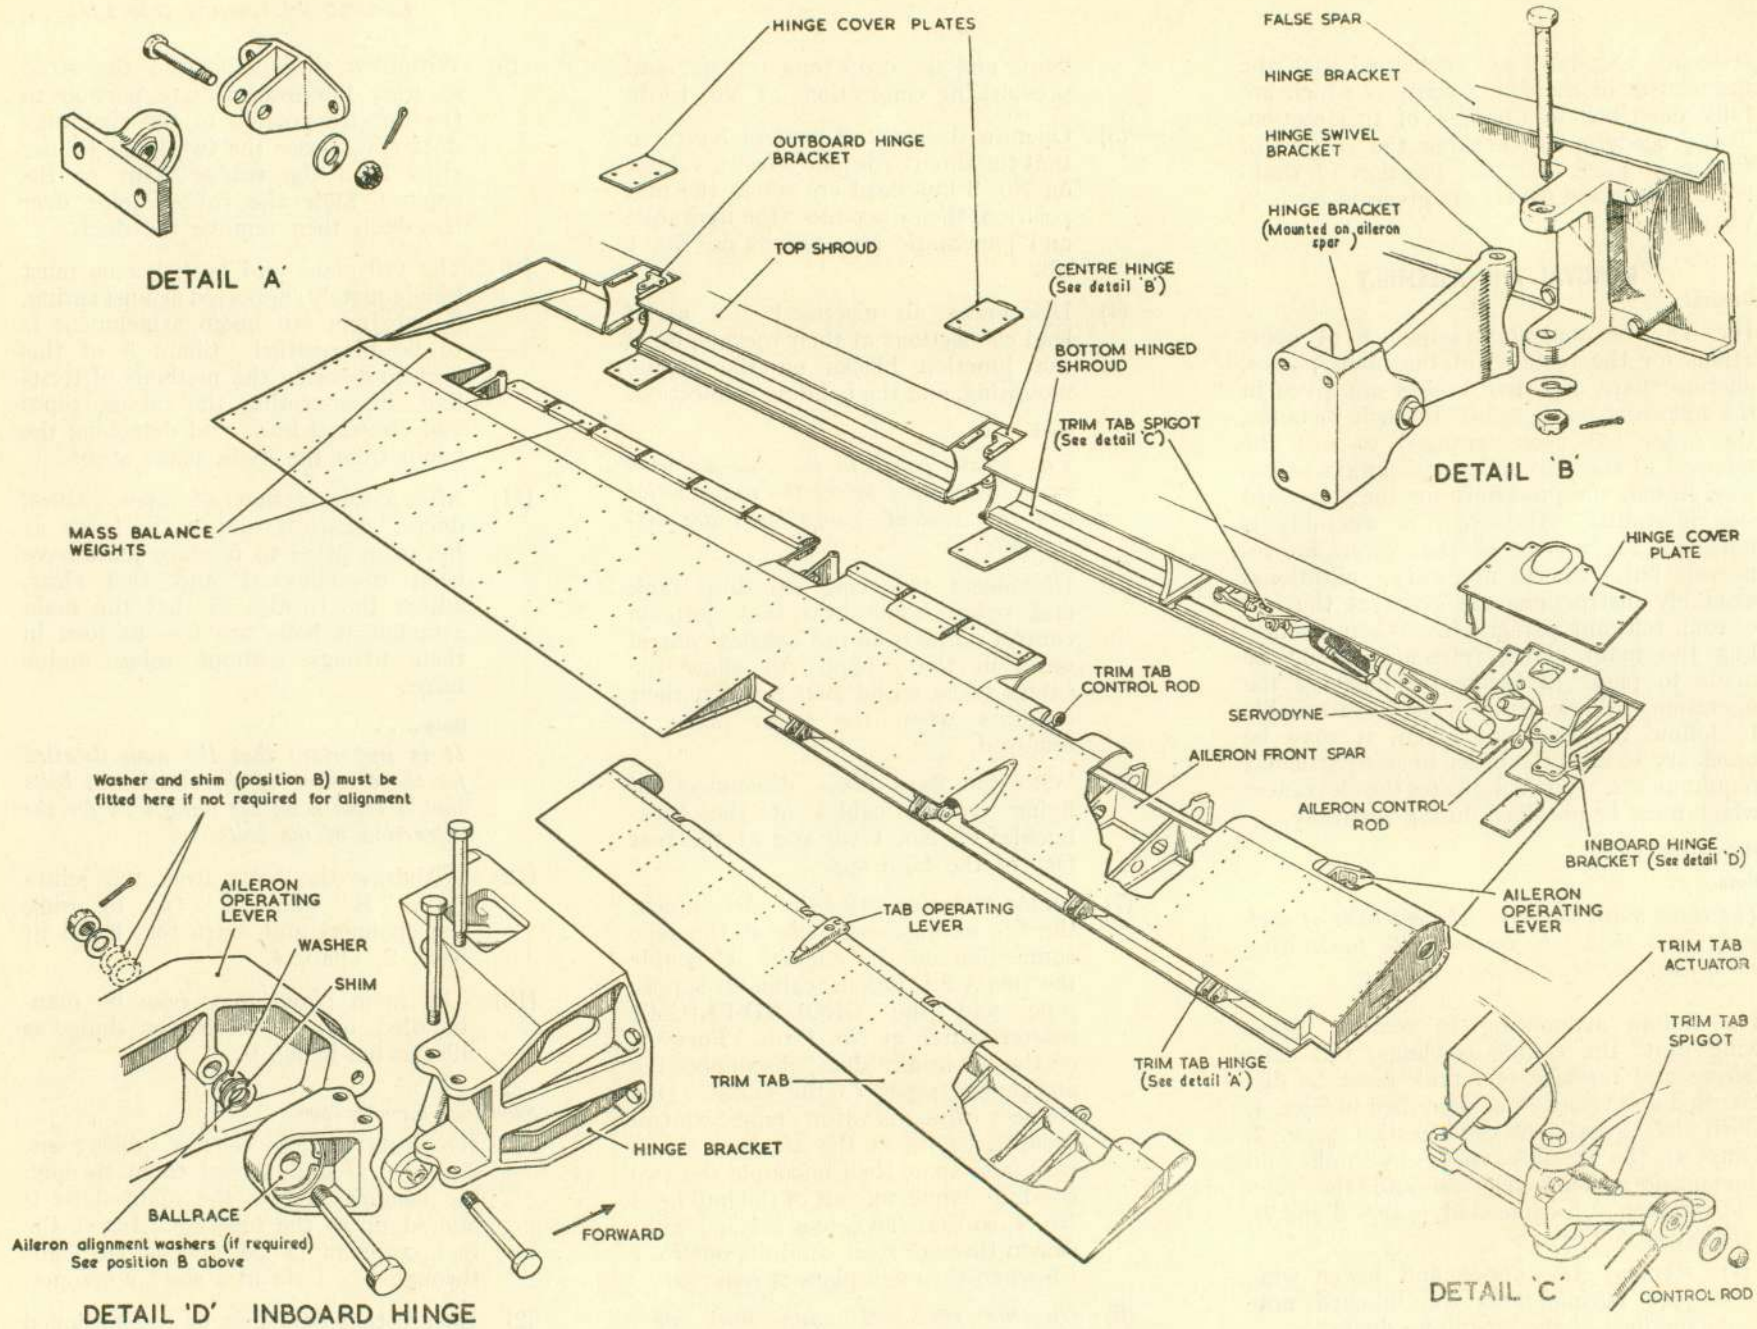 HINGE COVER PLATES
OUTBOARD HINGE
BRACKET
TOP SHROUD
DETAIL 'A'
FALSE SPAR
HINGE BRACKET
HINGE SWIVEL
BRACKET
HINGE BRACKET
(Mounted on aileron
spar)
CENTRE HINGE
(See detail 'B')
BOTTOM HINGED
SHROUD
TRIM TAB SPIGOT
(See detail 'C')
DETAIL 'B'
MASS BALANCE
WEIGHTS
HINGE COVER
PLATE
TRIM TAB
CONTROL ROD
SERVODYNE
AILERON FRONT SPAR
AILERON CONTROL
ROD
INBOARD HINGE
BRACKET (See detail 'D')
Washer and shim (position B) must be
fitted here if not required for alignment
AILERON
OPERATING
LEVER
WASHER
SHIM
TAB OPERATING
LEVER
AILERON
OPERATING
LEVER
TRIM TAB
ACTUATOR
TRIM TAB
SPIGOT
TRIM TAB HINGE
(See detail 'A')
TRIM TAB
HINGE BRACKET
BALLRACE
FORWARD
Aileron alignment washers (if required)
See position B above
DETAIL 'D' INBOARD HINGE
DETAIL 'C'
CONTROL ROD